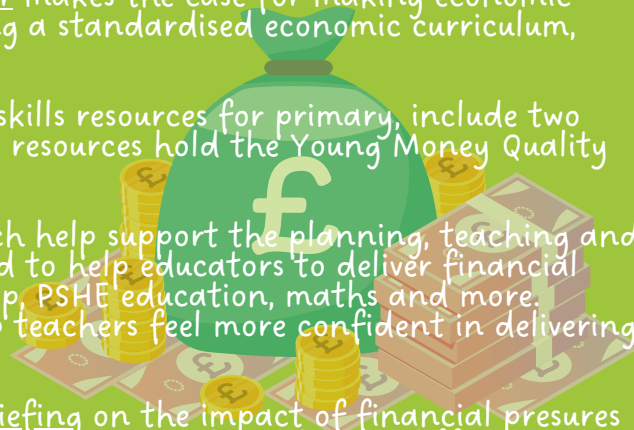 makes the case for making economic
g a standardised economic curriculum,
skills resources for primary, include two
resources hold the Young Money Quality
ch help support the planning, teaching and
d to help educators to deliver financial
p, PSHE education, maths and more.
teachers feel more confident in delivering
iefing on the impact of financial presures
£